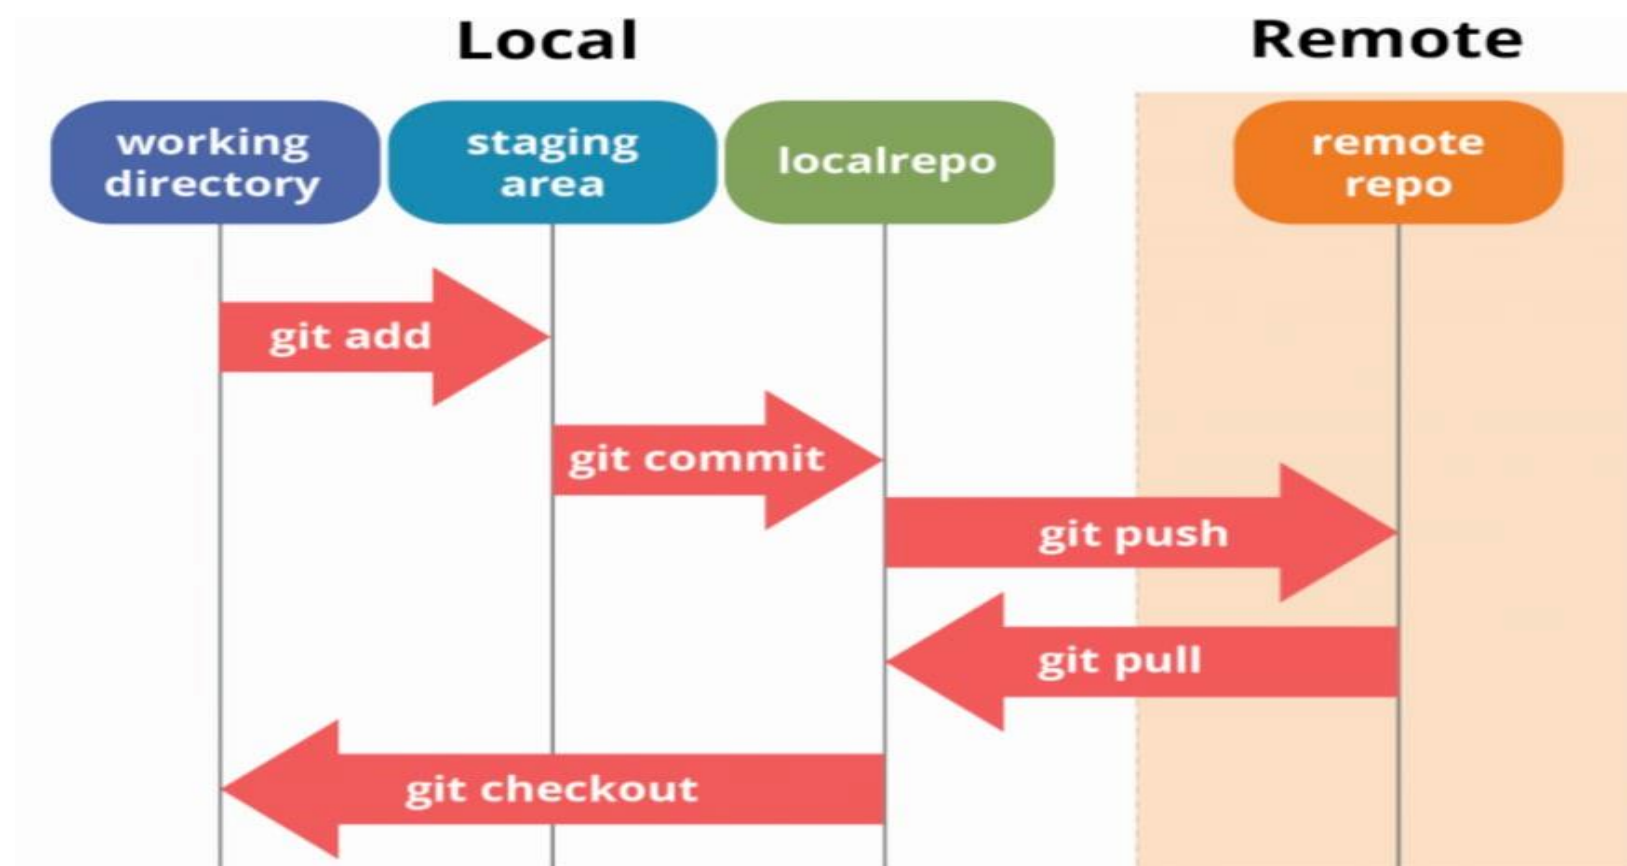 Local
Remote
working
directory
staging
area
localrepo
remote
repo
git add
git commit
git push
git pull
git checkout